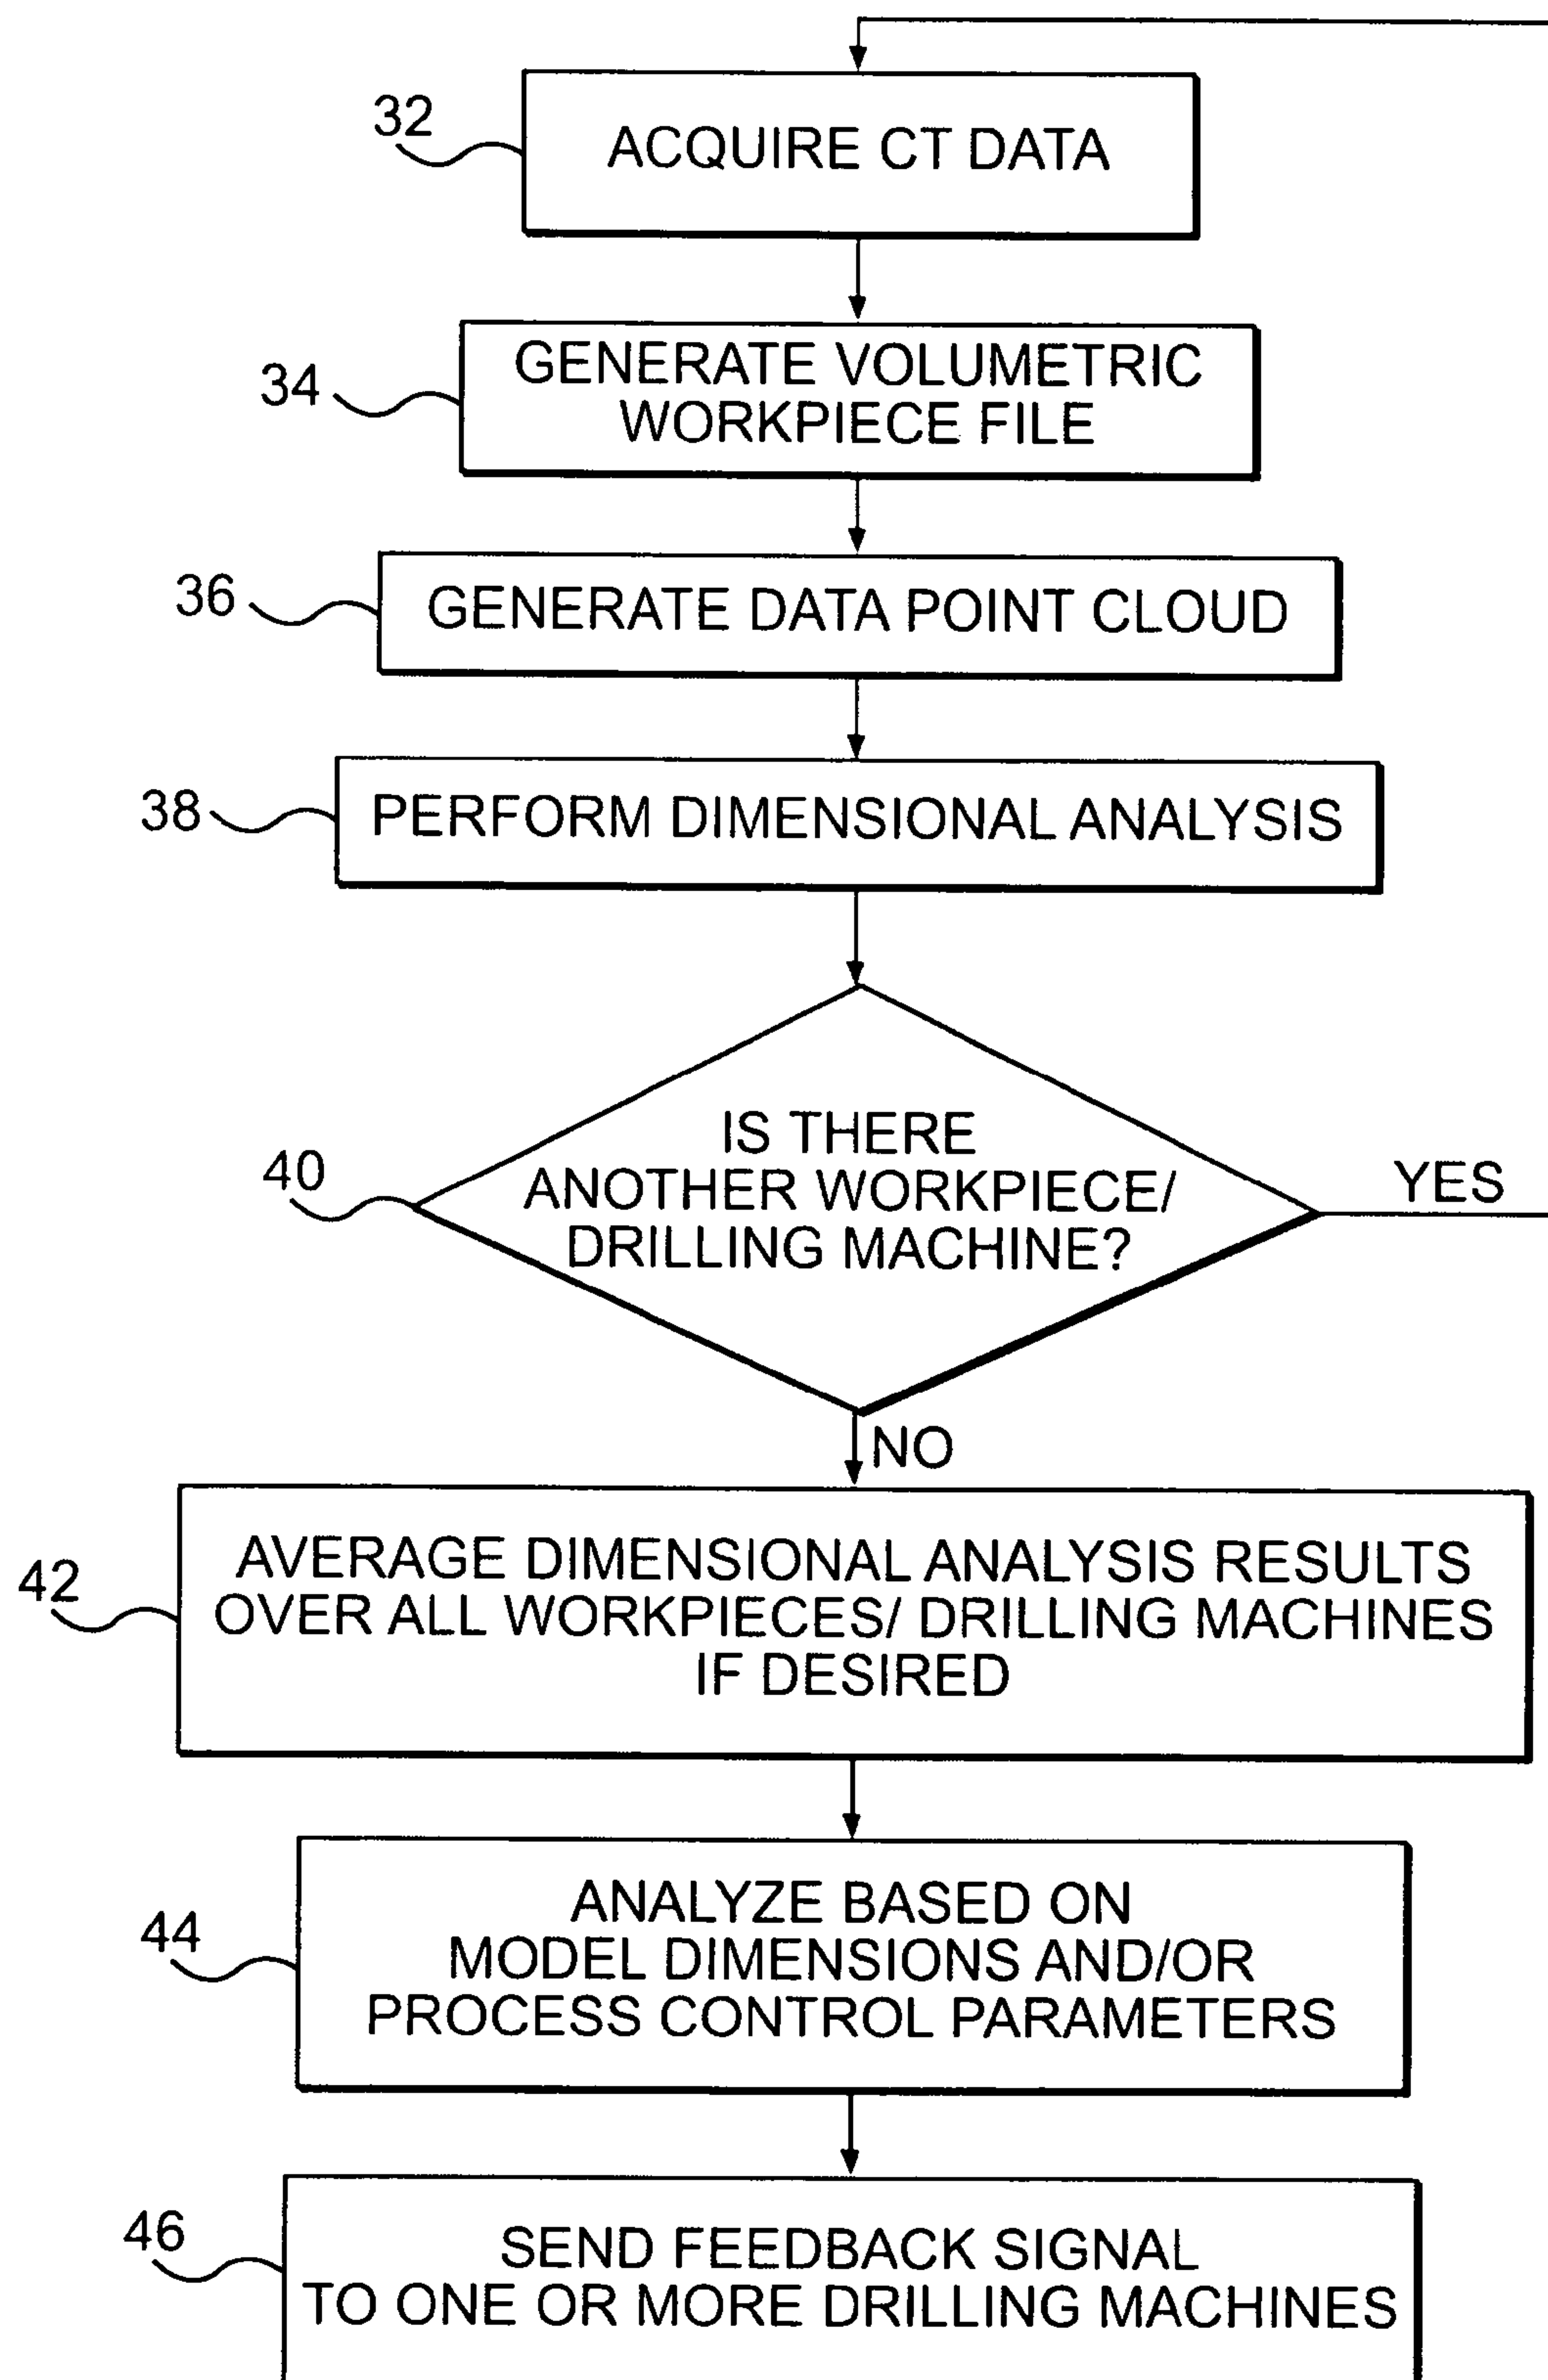 32
ACQUIRE CT DATA
34
GENERATE VOLUMETRIC
WORKPIECE FILE
36
GENERATE DATA POINT CLOUD
38
PERFORM DIMENSIONAL ANALYSIS
40
IS THERE
ANOTHER WORKPIECE/
DRILLING MACHINE?
YES
NO
42
AVERAGE DIMENSIONAL ANALYSIS RESULTS
OVER ALL WORKPIECES/ DRILLING MACHINES
IF DESIRED
44
ANALYZE BASED ON
MODEL DIMENSIONS AND/OR
PROCESS CONTROL PARAMETERS
46
SEND FEEDBACK SIGNAL
TO ONE OR MORE DRILLING MACHINES